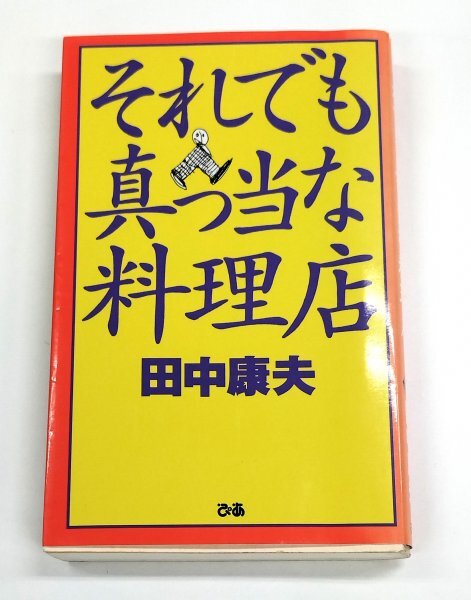 それでも
真っ当な
料理店
田中康夫
ぴあ